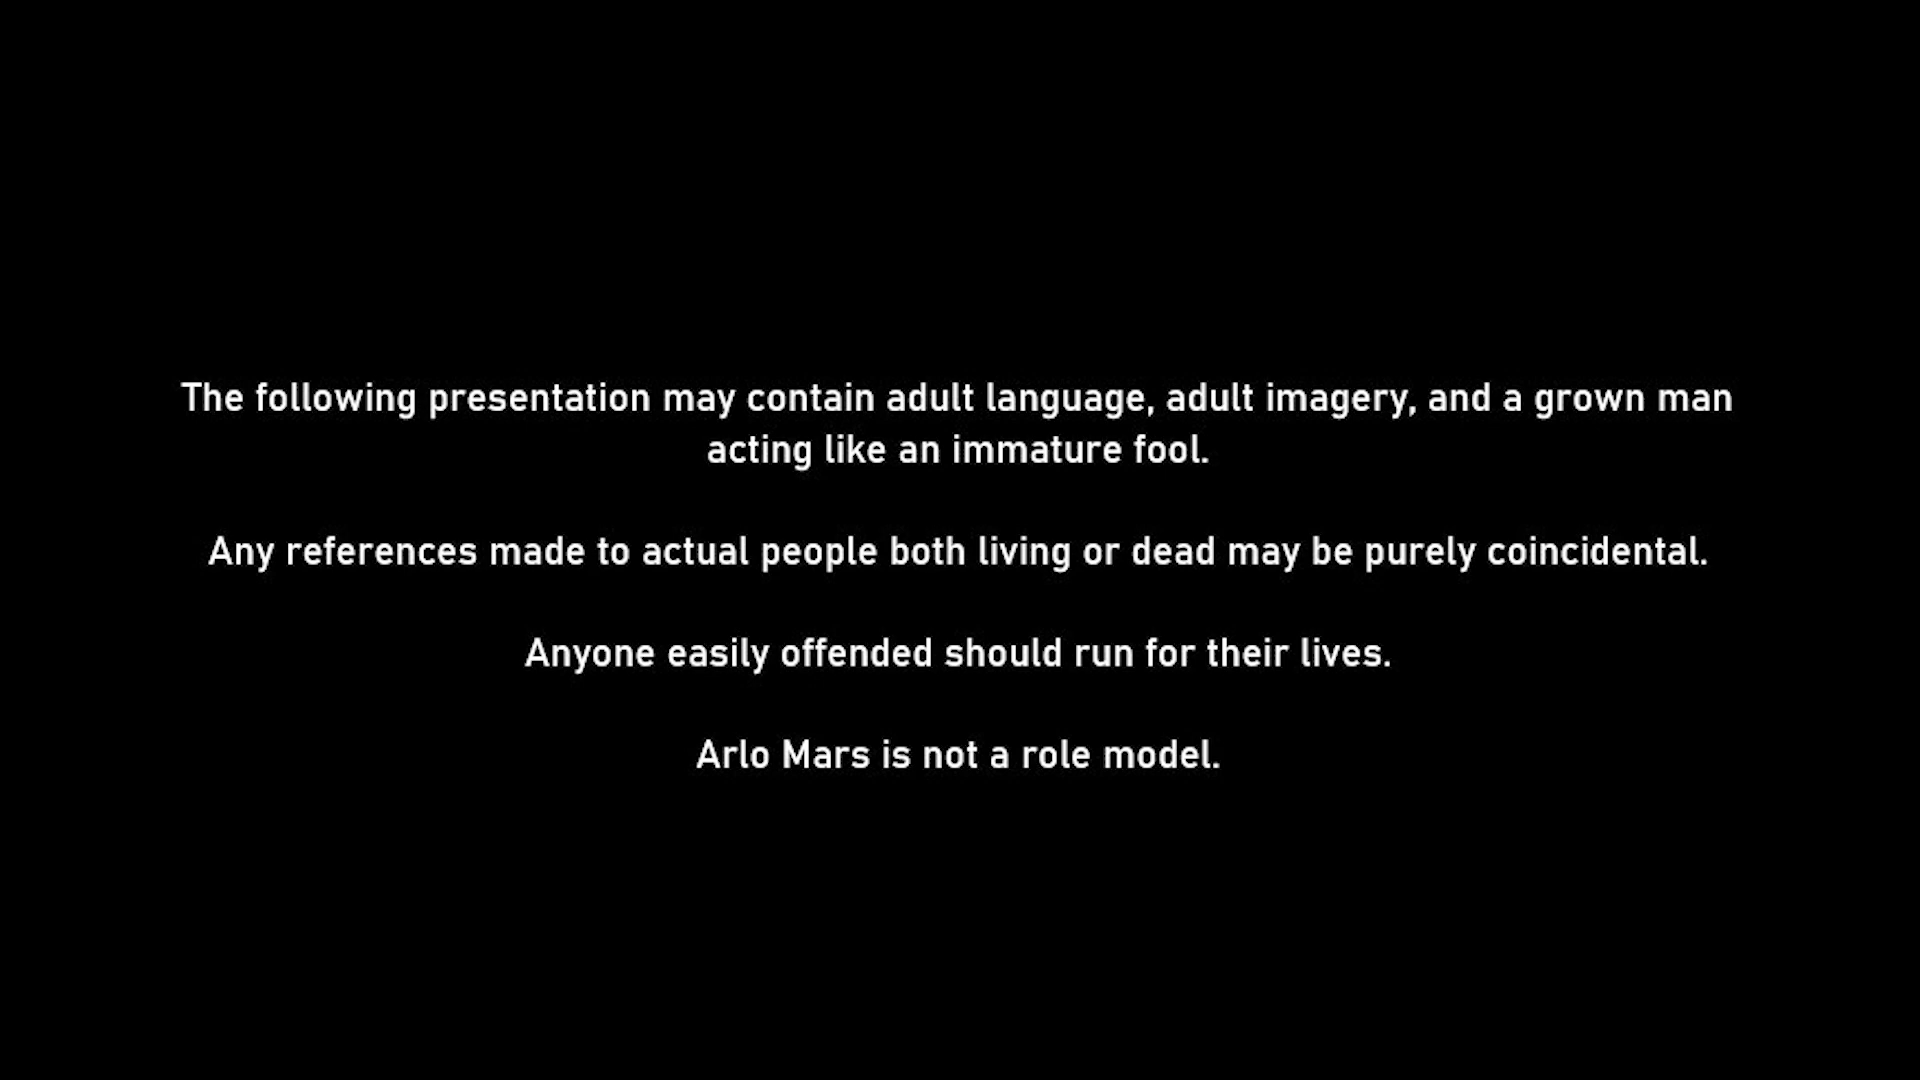 The following presentation may contain adult language, adult imagery, and a grown man
acting like an immature fool.
Any references made to actual people both living or dead may be purely coincidental.
Anyone easily offended should run for their lives.
Arlo Mars is not a role model.